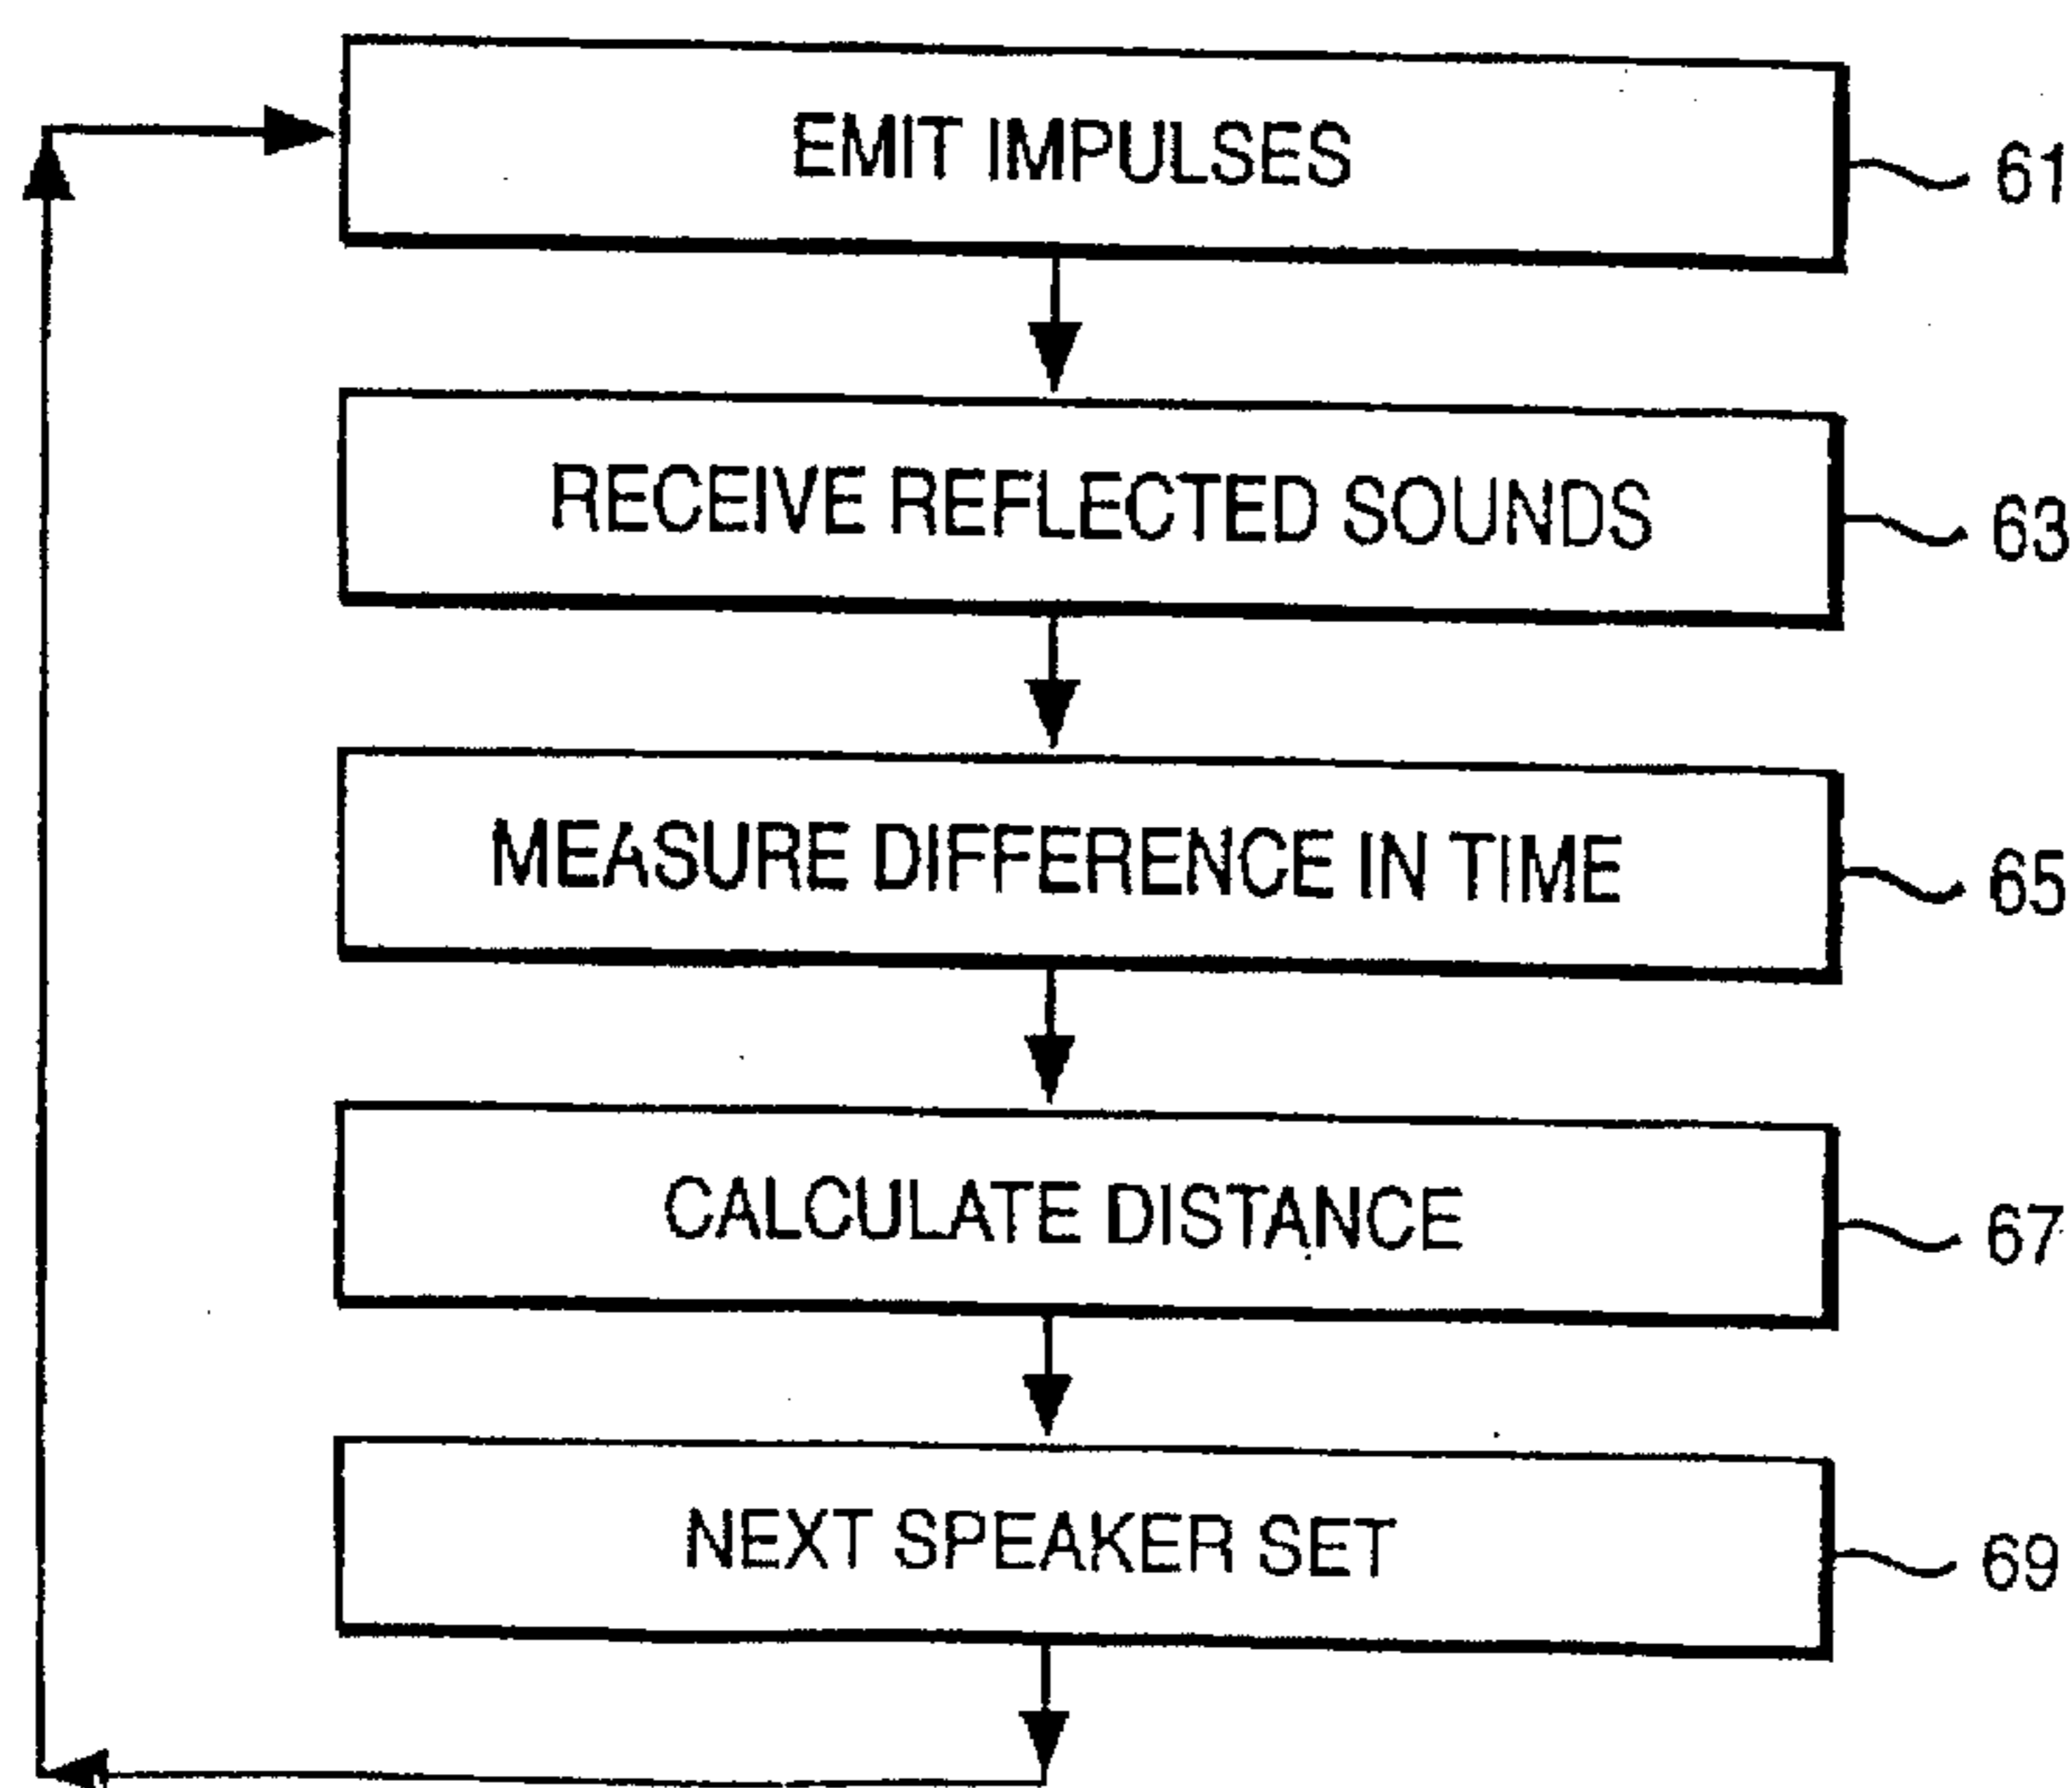 EMIT IMPULSES
61
RECEIVE REFLECTED SOUNDS
63
MEASURE DIFFERENCE IN TIME
65
CALCULATE DISTANCE
67
NEXT SPEAKER SET
69